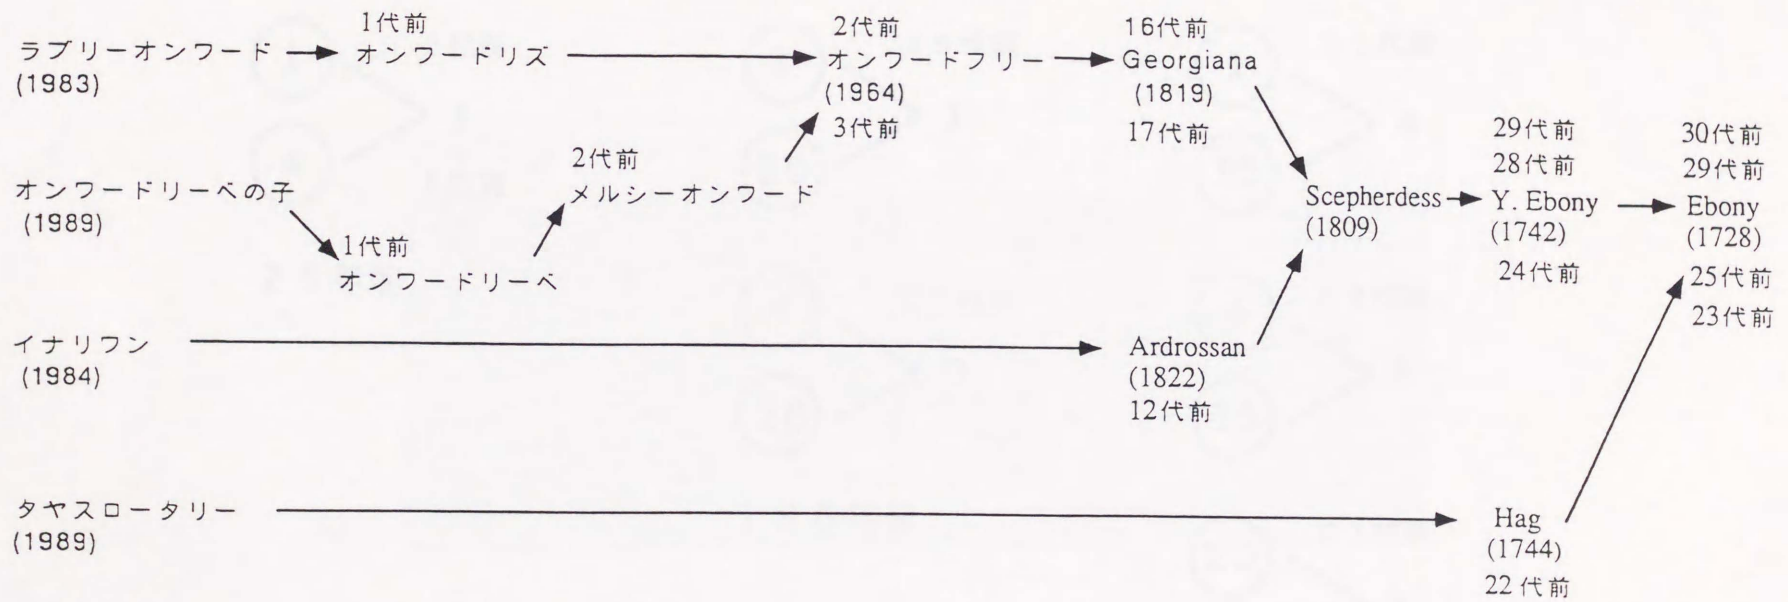 1代前
ラブリーオンワード
オンワードリズ
(1983)
2代前
オンワードフリー
(1964)
3代前
16代前
Georgiana
(1819)
17代前
2代前
メルシーオンワード
オンワードリーベの子
(1989)
1代前
オンワードリーベ
Scepherdess
(1809)
29代前
28代前
Y. Ebony
(1742)
24代前
30代前
29代前
Ebony
(1728)
25代前
23代前
イナリワン
(1984)
Ardrossan
(1822)
12代前
タヤスロータリー
(1989)
Hag
(1744)
22代前